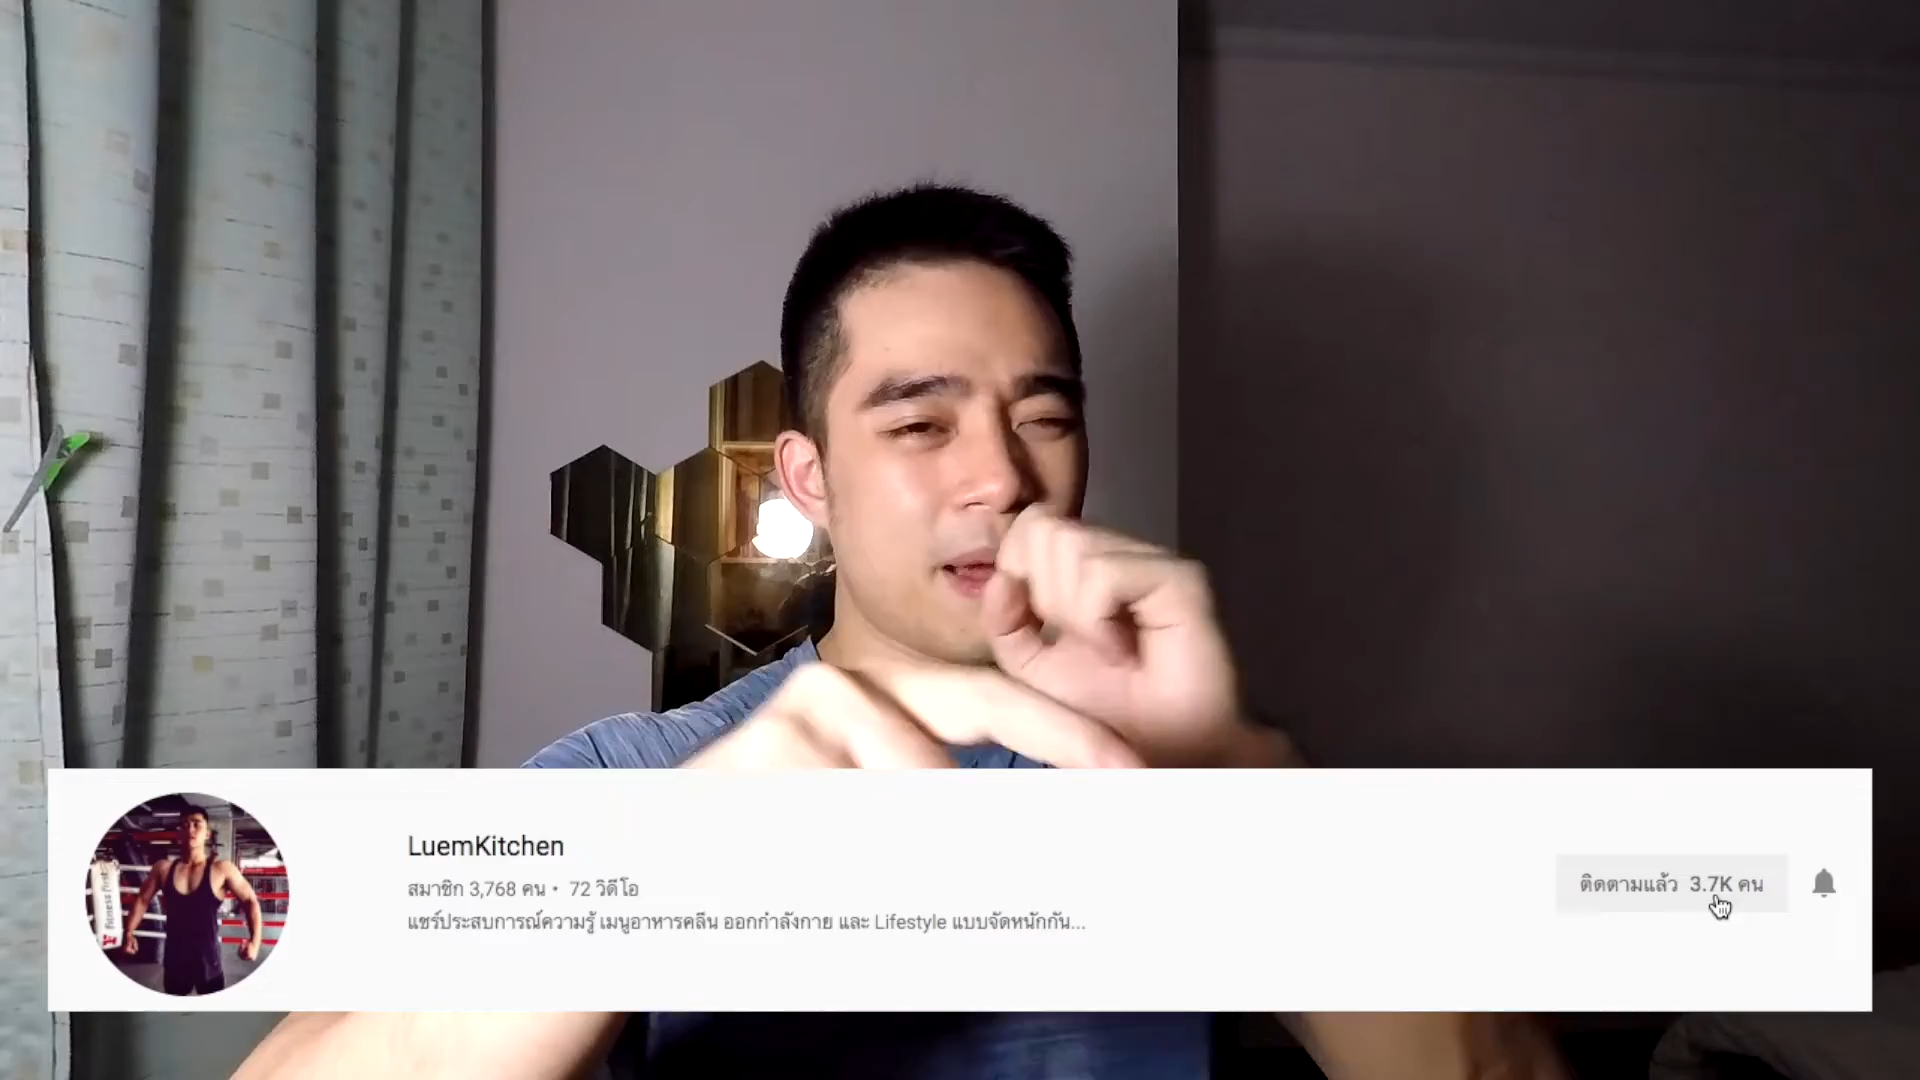 LuemKitchen
สมาชิก 3,768 คน • 72 วิดีโอ
แชร์ประสบการณ์ความรู้ เมนูอาหารคลีน ออกกำลังกาย และ Lifestyle แบบจัดหนักกัน...
ติดตามแล้ว 3.7K คน
fitness first